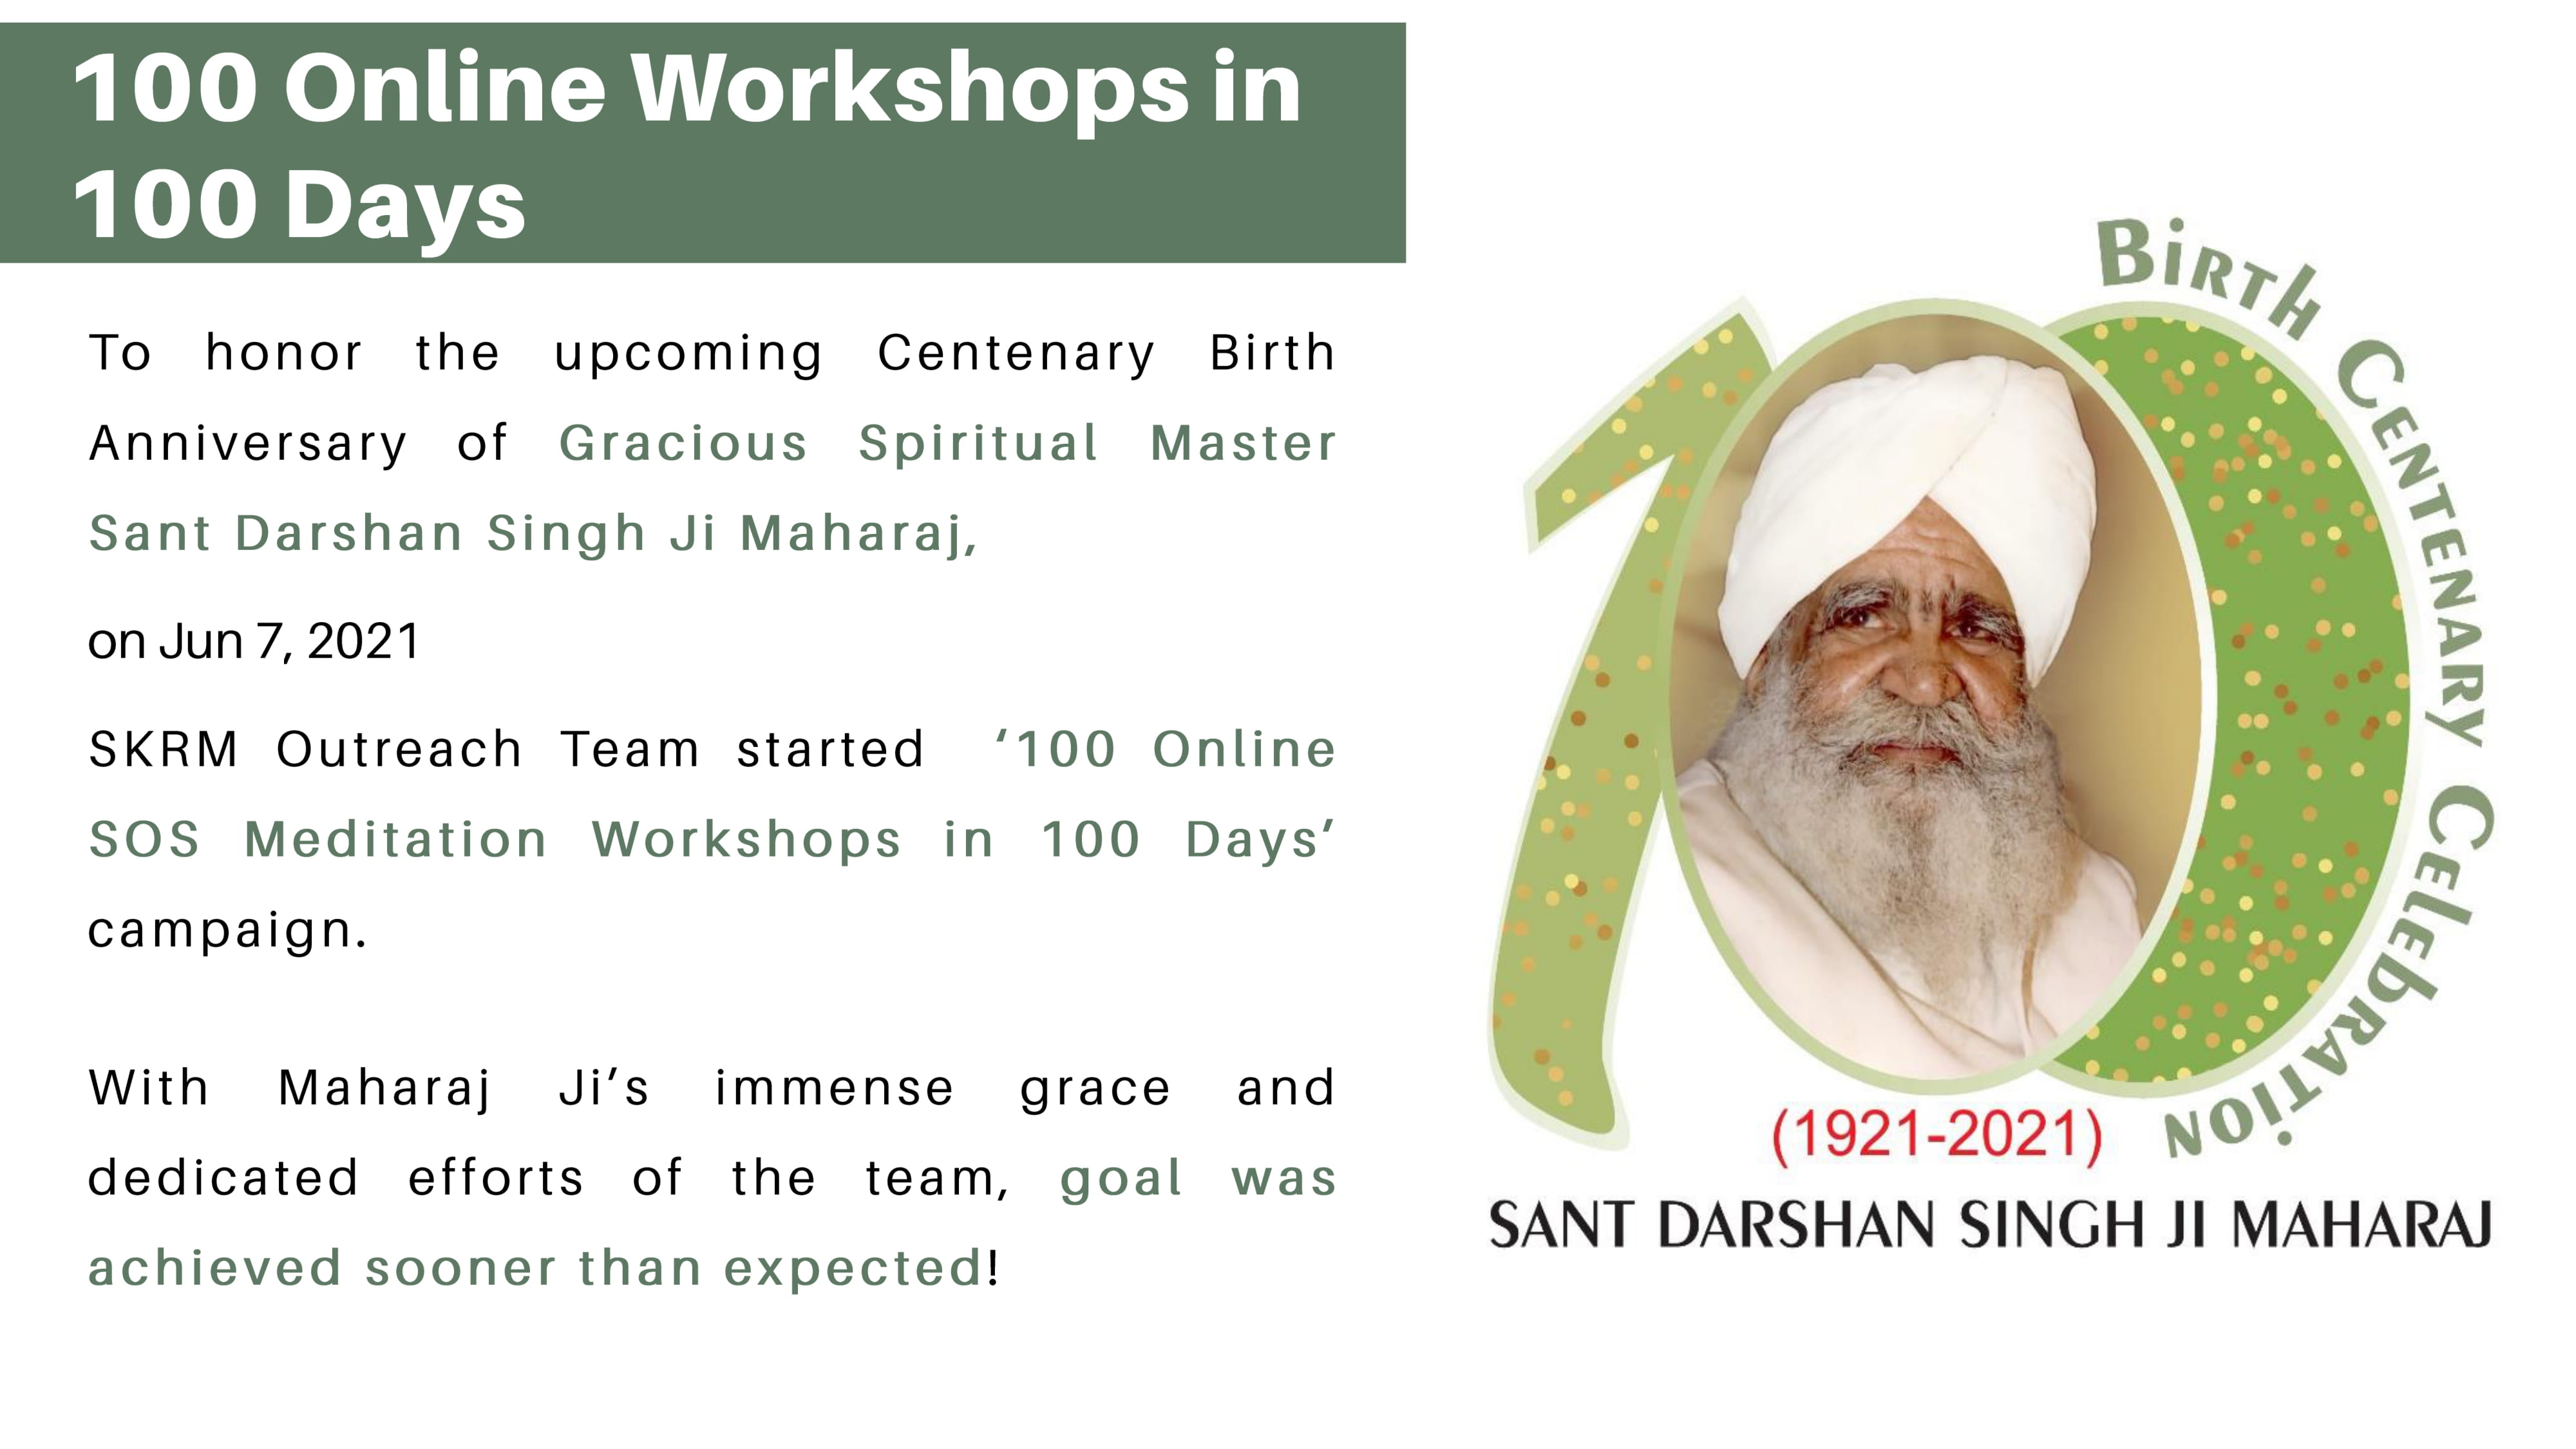 100 Online Workshops in
100 Days
To honor the upcoming Centenary Birth
Anniversary of Gracious Spiritual Master
Sant Darshan Singh Ji Maharaj,
on Jun 7, 2021
SKRM Outreach Team started ‘100 Online
SOS Meditation Workshops in 100 Days’
campaign.
With Maharaj Ji’s immense grace and
dedicated efforts of the team, goal was
achieved sooner than expected!
100
Birth Centenary Celebration
(1921-2021)
SANT DARSHAN SINGH JI MAHARAJ